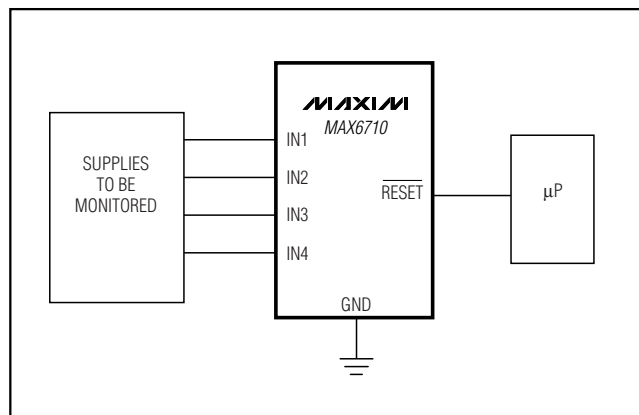 MAXIM
MAX6710
SUPPLIES
TO BE
MONITORED
IN1
IN2
IN3
IN4
RESET
GND
µP